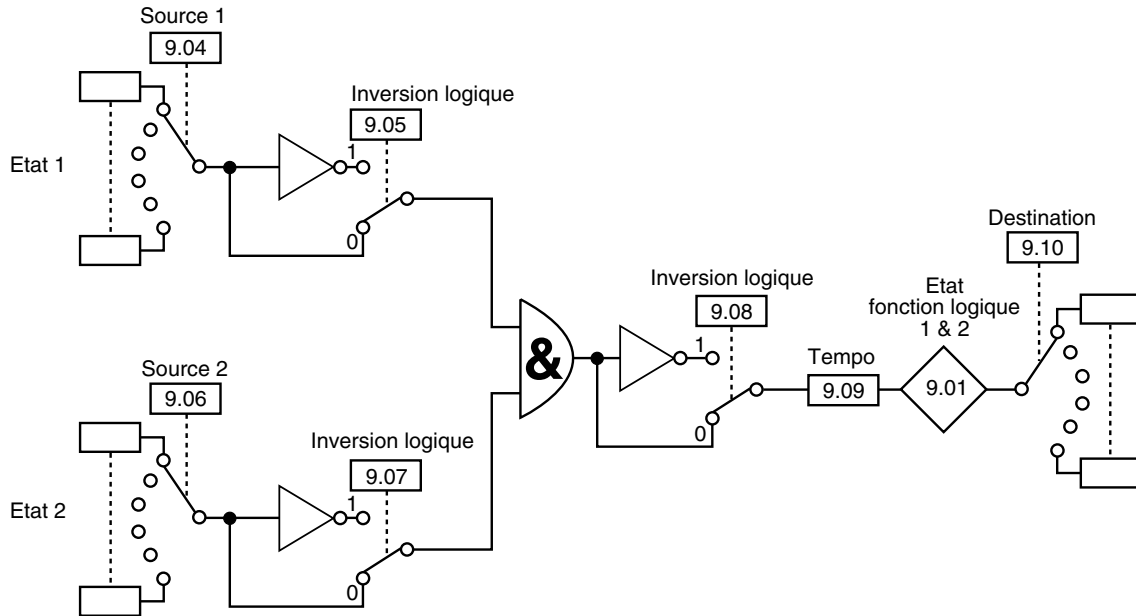 Source 1
9.04
Inversion logique
9.05
1
Etat 1
0
Destination
9.10
Inversion logique
9.08
Etat
fonction logique
1 & 2
1
&
Tempo
9.09
9.01
0
Source 2
9.06
Inversion logique
9.07
1
Etat 2
0